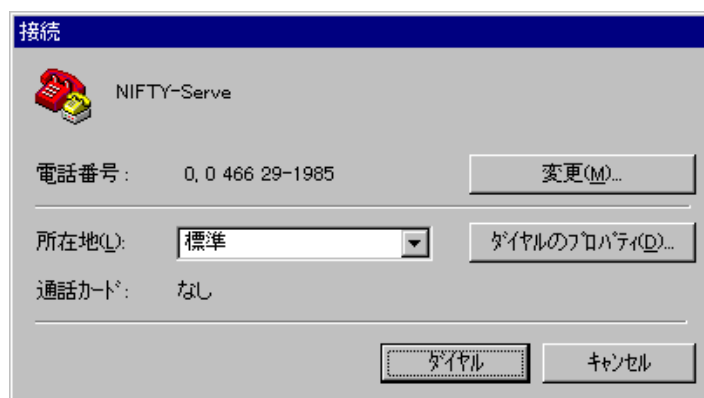 接続
NIFTY-Serve
電話番号: 0, 0 466 29-1985 変更(M)...
所在地(L): 標準 ﾀﾞｲﾔﾙのﾌﾟﾛﾊﾟﾃｨ(D)...
通話ｶｰﾄﾞ: なし
ﾀﾞｲﾔﾙ ｷｬﾝｾﾙ